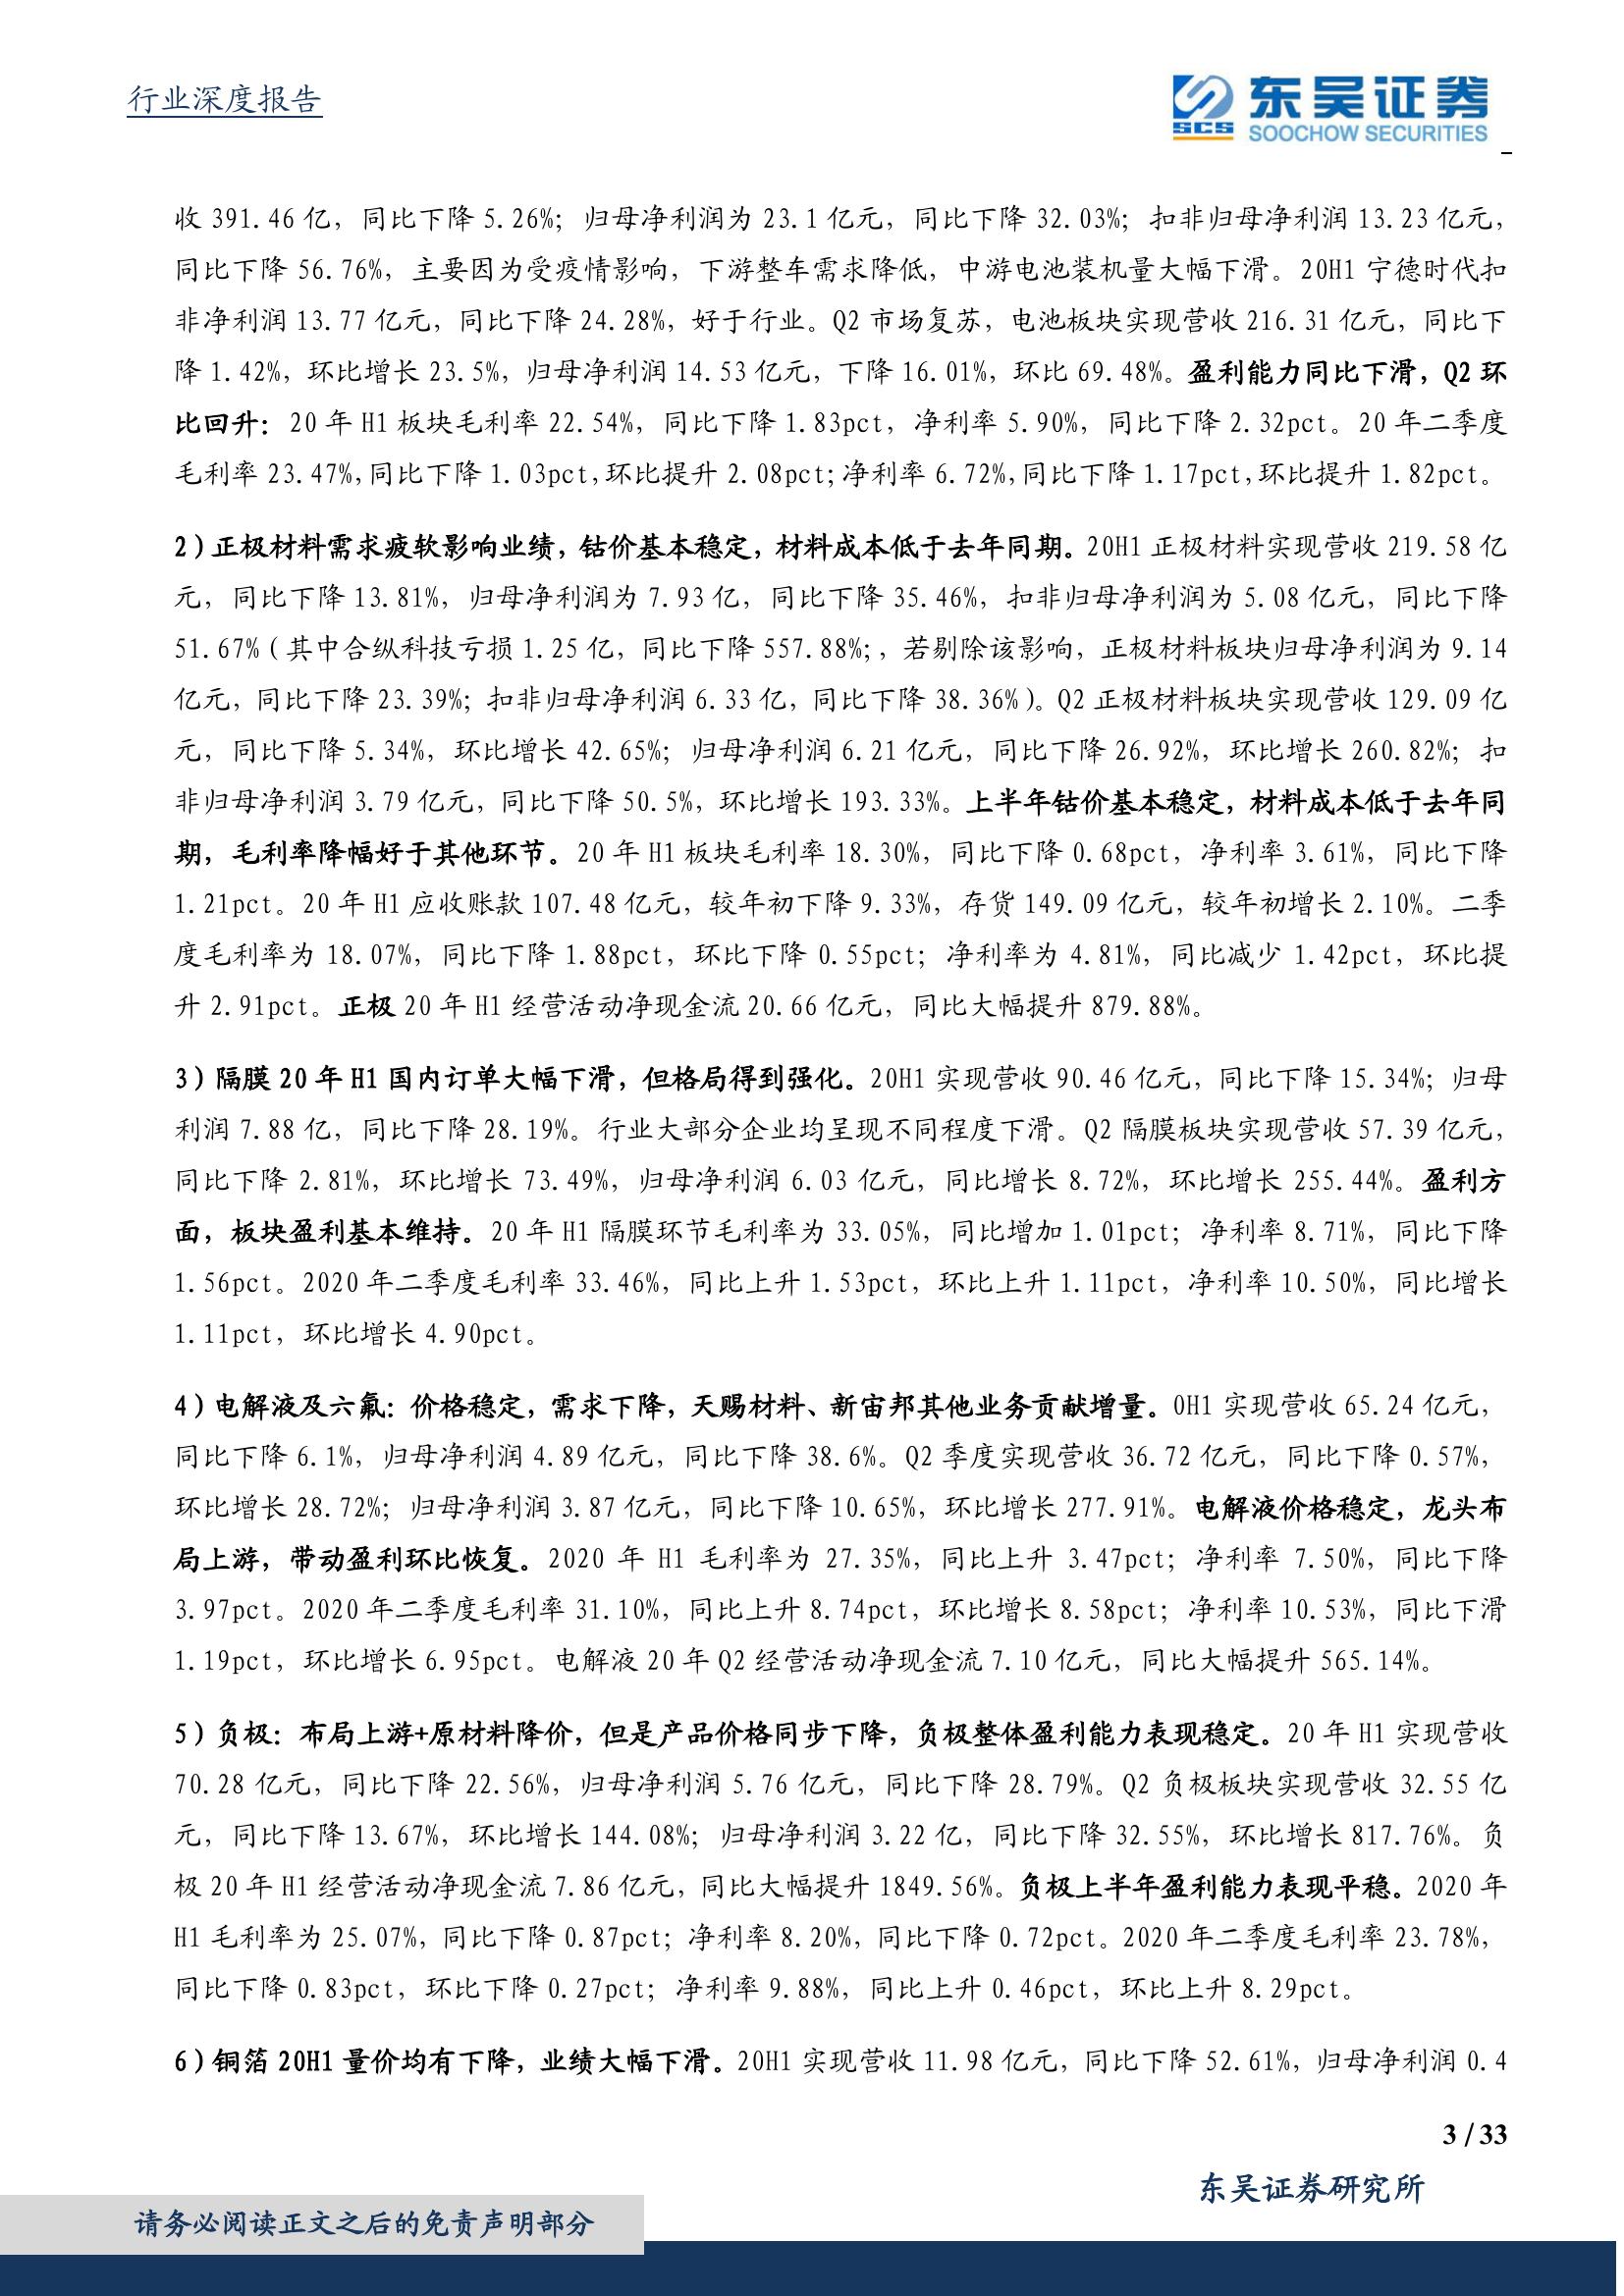 行业深度报告
SCS 东吴证券
SOOCHOW SECURITIES
收 391.46 亿，同比下降 5.26%；归母净利润为 23.1 亿元，同比下降 32.03%；扣非归母净利润 13.23 亿元，
同比下降 56.76%，主要因为受疫情影响，下游整车需求降低，中游电池装机量大幅下滑。20H1 宁德时代扣
非净利润 13.77 亿元，同比下降 24.28%，好于行业。Q2 市场复苏，电池板块实现营收 216.31 亿元，同比下
降 1.42%，环比增长 23.5%，归母净利润 14.53 亿元，下降 16.01%，环比 69.48%。盈利能力同比下滑，Q2 环
比回升：20 年 H1 板块毛利率 22.54%，同比下降 1.83pct，净利率 5.90%，同比下降 2.32pct。20 年二季度
毛利率 23.47%，同比下降 1.03pct，环比提升 2.08pct；净利率 6.72%，同比下降 1.17pct，环比提升 1.82pct。
2）正极材料需求疲软影响业绩，钴价基本稳定，材料成本低于去年同期。20H1 正极材料实现营收 219.58 亿
元，同比下降 13.81%，归母净利润为 7.93 亿，同比下降 35.46%，扣非归母净利润为 5.08 亿元，同比下降
51.67%（其中合纵科技亏损 1.25 亿，同比下降 557.88%；，若剔除该影响，正极材料板块归母净利润为 9.14
亿元，同比下降 23.39%；扣非归母净利润 6.33 亿，同比下降 38.36%）。Q2 正极材料板块实现营收 129.09 亿
元，同比下降 5.34%，环比增长 42.65%；归母净利润 6.21 亿元，同比下降 26.92%，环比增长 260.82%；扣
非归母净利润 3.79 亿元，同比下降 50.5%，环比增长 193.33%。上半年钴价基本稳定，材料成本低于去年同
期，毛利率降幅好于其他环节。20 年 H1 板块毛利率 18.30%，同比下降 0.68pct，净利率 3.61%，同比下降
1.21pct。20 年 H1 应收账款 107.48 亿元，较年初下降 9.33%，存货 149.09 亿元，较年初增长 2.10%。二季
度毛利率为 18.07%，同比下降 1.88pct，环比下降 0.55pct；净利率为 4.81%，同比减少 1.42pct，环比提
升 2.91pct。正极 20 年 H1 经营活动净现金流 20.66 亿元，同比大幅提升 879.88%。
3）隔膜 20 年 H1 国内订单大幅下滑，但格局得到强化。20H1 实现营收 90.46 亿元，同比下降 15.34%；归母
利润 7.88 亿，同比下降 28.19%。行业大部分企业均呈现不同程度下滑。Q2 隔膜板块实现营收 57.39 亿元，
同比下降 2.81%，环比增长 73.49%，归母净利润 6.03 亿元，同比增长 8.72%，环比增长 255.44%。盈利方
面，板块盈利基本维持。20 年 H1 隔膜环节毛利率为 33.05%，同比增加 1.01pct；净利率 8.71%，同比下降
1.56pct。2020 年二季度毛利率 33.46%，同比上升 1.53pct，环比上升 1.11pct，净利率 10.50%，同比增长
1.11pct，环比增长 4.90pct。
4）电解液及六氟：价格稳定，需求下降，天赐材料、新宙邦其他业务贡献增量。0H1 实现营收 65.24 亿元，
同比下降 6.1%，归母净利润 4.89 亿元，同比下降 38.6%。Q2 季度实现营收 36.72 亿元，同比下降 0.57%，
环比增长 28.72%；归母净利润 3.87 亿元，同比下降 10.65%，环比增长 277.91%。电解液价格稳定，龙头布
局上游，带动盈利环比恢复。2020 年 H1 毛利率为 27.35%，同比上升 3.47pct；净利率 7.50%，同比下降
3.97pct。2020 年二季度毛利率 31.10%，同比上升 8.74pct，环比增长 8.58pct；净利率 10.53%，同比下滑
1.19pct，环比增长 6.95pct。电解液 20 年 Q2 经营活动净现金流 7.10 亿元，同比大幅提升 565.14%。
5）负极：布局上游+原材料降价，但是产品价格同步下降，负极整体盈利能力表现稳定。20 年 H1 实现营收
70.28 亿元，同比下降 22.56%，归母净利润 5.76 亿元，同比下降 28.79%。Q2 负极板块实现营收 32.55 亿
元，同比下降 13.67%，环比增长 144.08%；归母净利润 3.22 亿，同比下降 32.55%，环比增长 817.76%。负
极 20 年 H1 经营活动净现金流 7.86 亿元，同比大幅提升 1849.56%。负极上半年盈利能力表现平稳。2020 年
H1 毛利率为 25.07%，同比下降 0.87pct；净利率 8.20%，同比下降 0.72pct。2020 年二季度毛利率 23.78%，
同比下降 0.83pct，环比下降 0.27pct；净利率 9.88%，同比上升 0.46pct，环比上升 8.29pct。
6）铜箔 20H1 量价均有下降，业绩大幅下滑。20H1 实现营收 11.98 亿元，同比下降 52.61%，归母净利润 0.4
3 / 33
东吴证券研究所
请务必阅读正文之后的免责声明部分